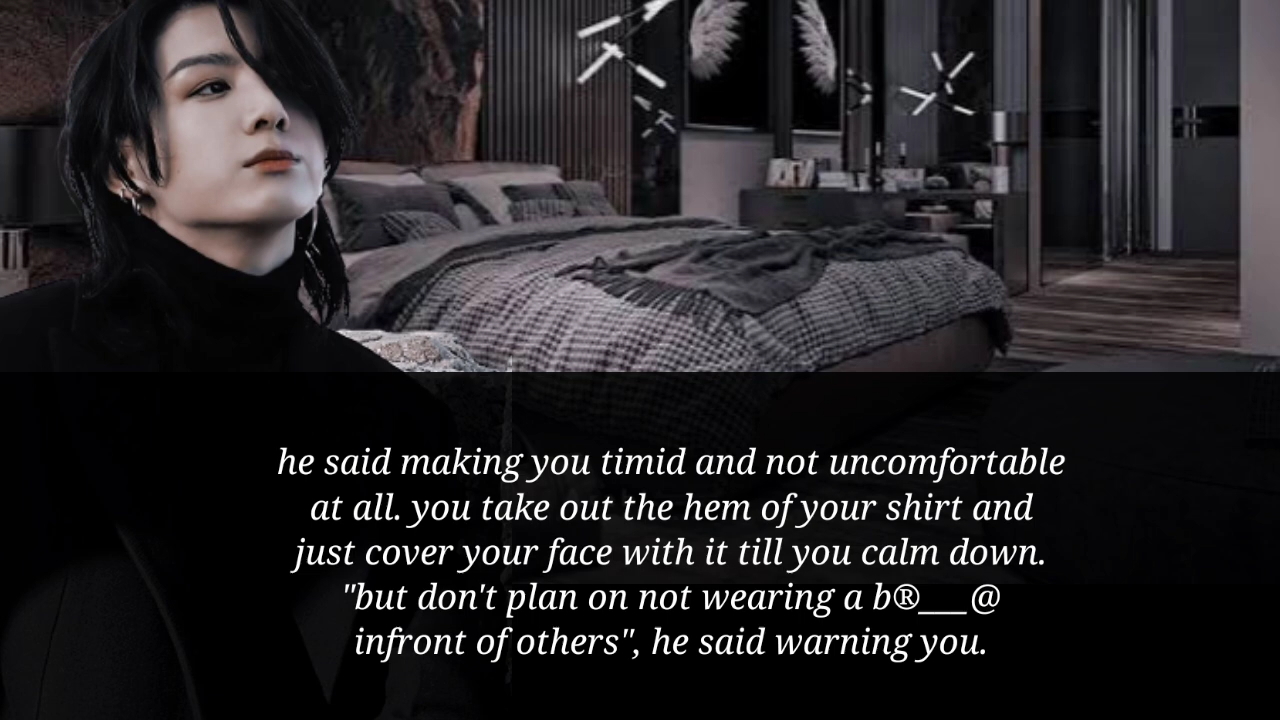 he said making you timid and not uncomfortable
at all. you take out the hem of your shirt and
just cover your face with it till you calm down.
"but don't plan on not wearing a b®___@
infront of others", he said warning you.